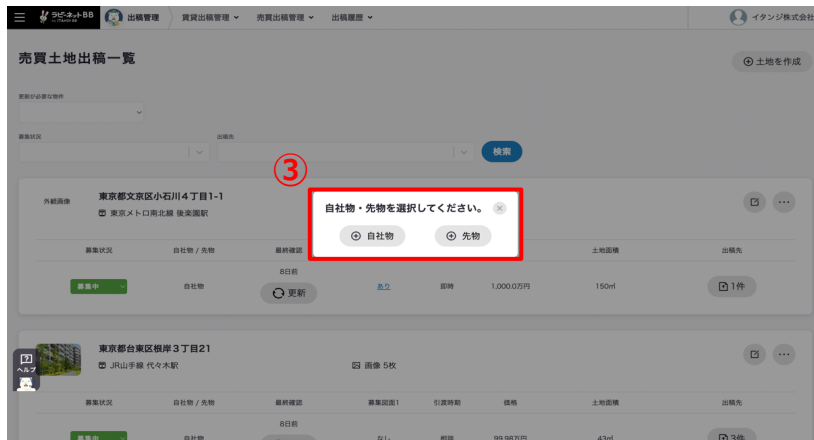 ラビーネットBB
出稿管理
賃貸出稿管理
売買出稿管理
出稿履歴
イタンジ株式会社
売買土地出稿一覧
土地を作成
更新が必要な物件
募集状況
出稿先
検索
③
自社物・先物を選択してください。
自社物
先物
外観画像
東京都文京区小石川4丁目1-1
東京メトロ南北線 後楽園駅
募集状況 自社物 / 先物 最終確認 土地面積 出稿先
8日前
募集中 自社物 更新 あり 即時 1,000.0万円 150㎡ 1件
東京都台東区根岸3丁目21
JR山手線 代々木駅
画像 5枚
ヘルプ
募集状況 自社物 / 先物 最終確認 募集図面1 引渡時期 価格 土地面積 出稿先
8日前
募集中 自社物 なし 相談 99.98万円 43㎡ 3件